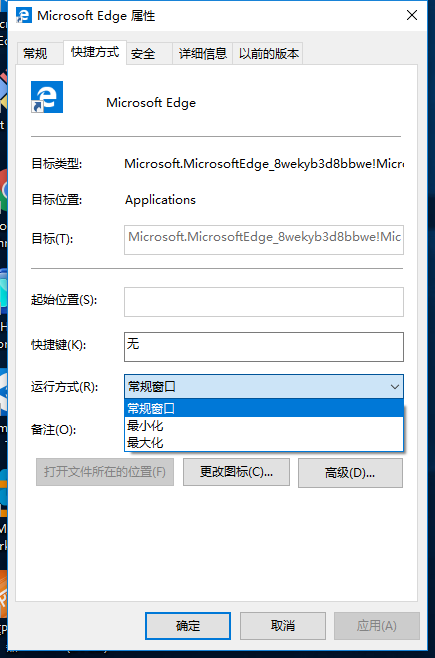 Microsoft Edge 属性
常规 快捷方式 安全 详细信息 以前的版本
Microsoft Edge
目标类型: Microsoft.MicrosoftEdge_8wekyb3d8bbwe!Micro
目标位置: Applications
目标(T): Microsoft.MicrosoftEdge_8wekyb3d8bbwe!Mic
起始位置(S):
快捷键(K): 无
运行方式(R): 常规窗口
常规窗口
最小化
备注(O):
最大化
打开文件所在的位置(F) 更改图标(C)... 高级(D)...
确定 取消 应用(A)